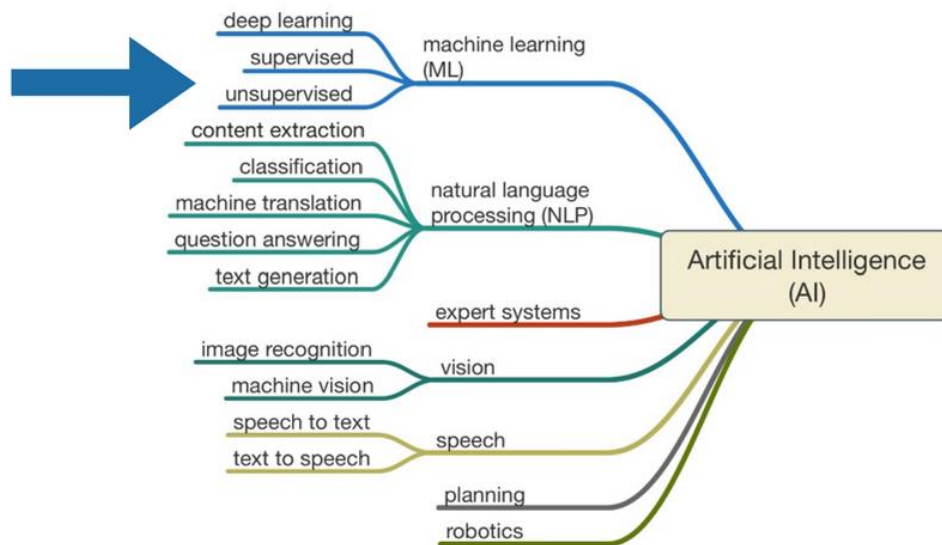 deep learning
supervised
unsupervised
machine learning
(ML)
content extraction
classification
machine translation
question answering
text generation
natural language
processing (NLP)
Artificial Intelligence
(AI)
expert systems
image recognition
machine vision
vision
speech to text
text to speech
speech
planning
robotics